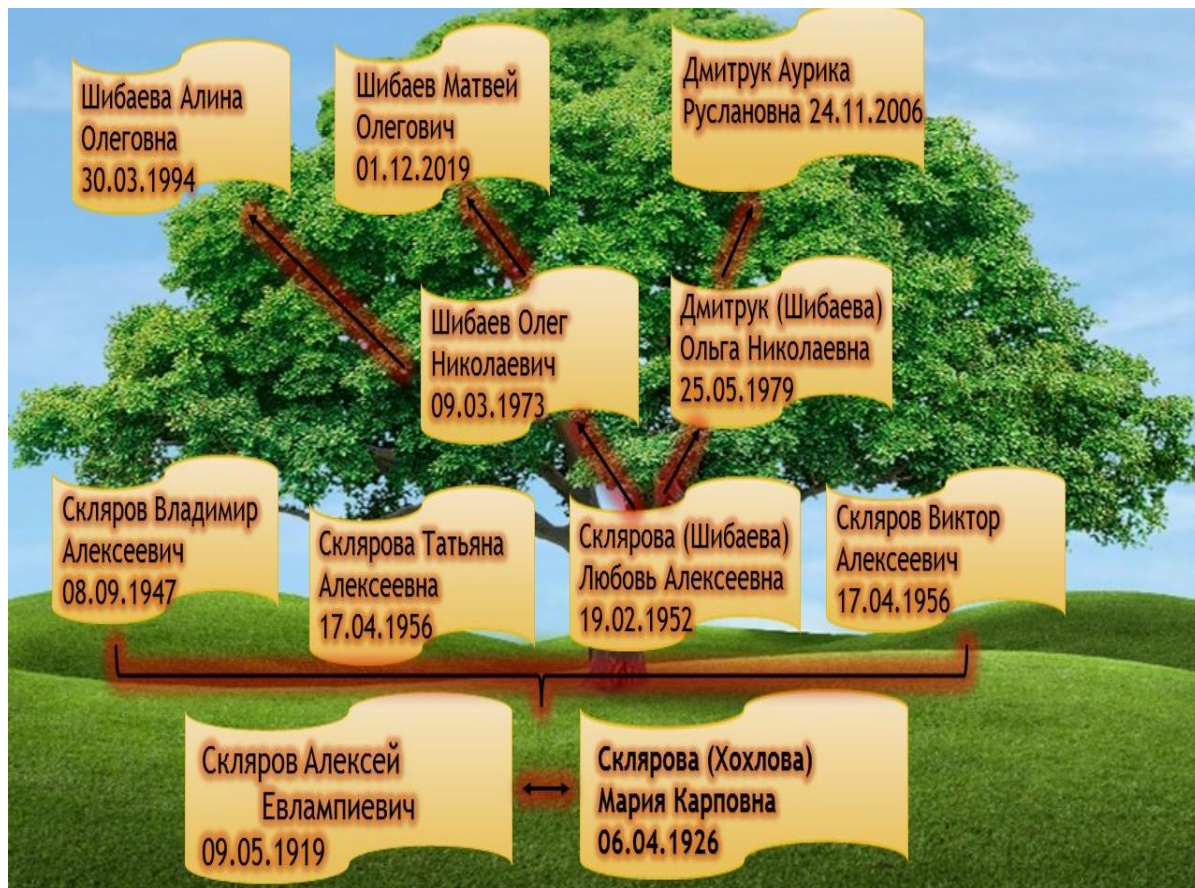 Шибаева Алина
Олеговна
30.03.1994
Шибаев Матвей
Олегович
01.12.2019
Дмитрук Аурика
Руслановна 24.11.2006
Шибаев Олег
Николаевич
09.03.1973
Дмитрук (Шибаева)
Ольга Николаевна
25.05.1979
Скляров Владимир
Алексеевич
08.09.1947
Склярова Татьяна
Алексеевна
17.04.1956
Склярова (Шибаева)
Любовь Алексеевна
19.02.1952
Скляров Виктор
Алексеевич
17.04.1956
Скляров Алексей
Евлампиевич
09.05.1919
Склярова (Хохлова)
Мария Карповна
06.04.1926